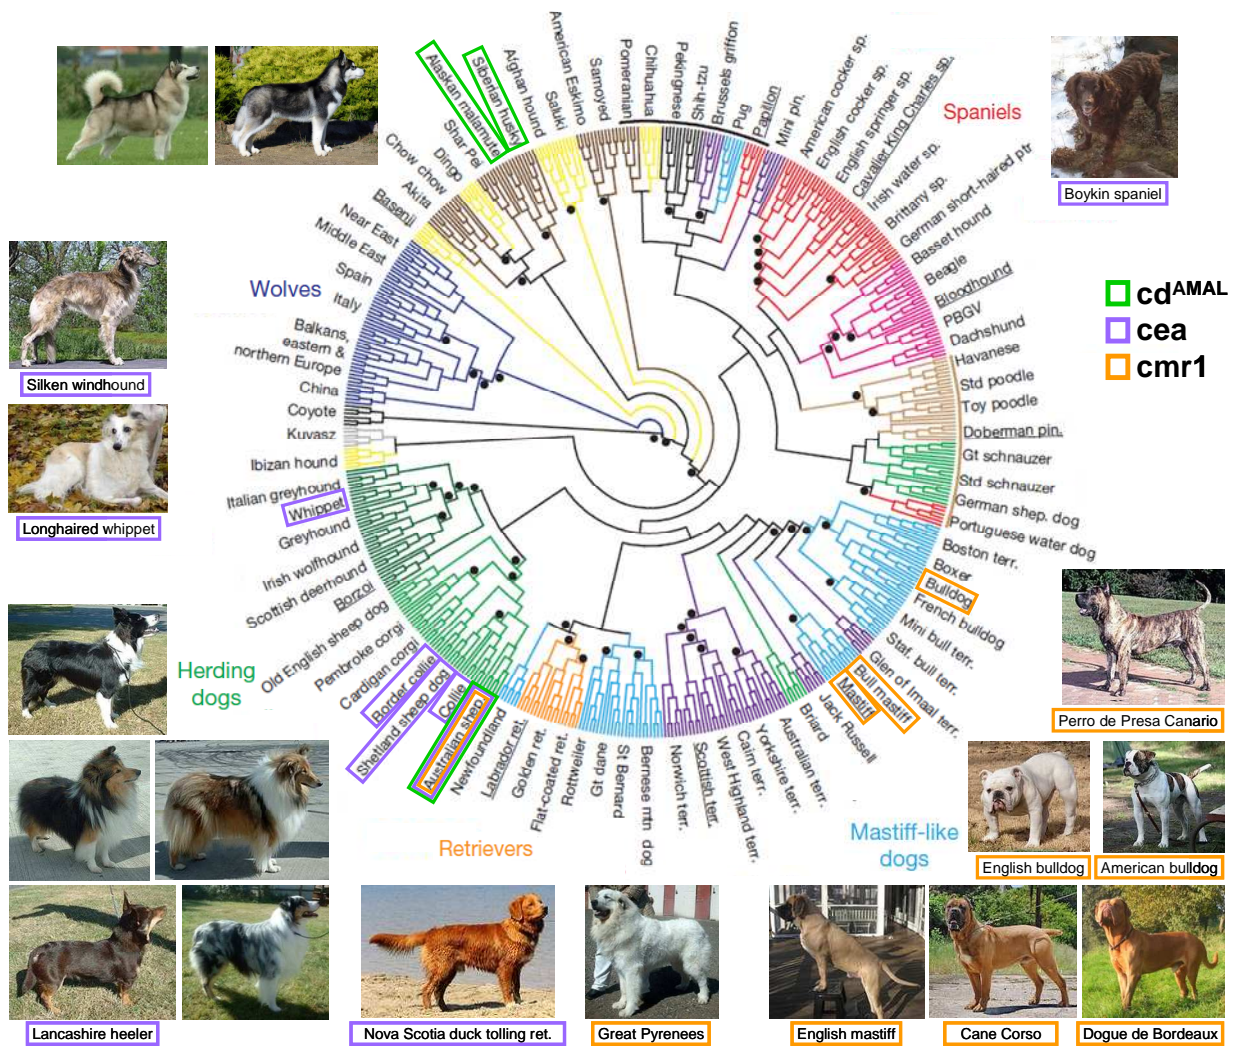 Alaskan malamute
Siberian husky
Afghan hound
Saluki
American Eskimo
Samoyed
Pomeranian
Chihuahua
Pekingnese
Shih-tzu
Brussels griffon
Pug
Papillon
Mini pin.
American cocker sp.
English cocker sp.
English springer sp.
Cavalier King Charles sp.
Irish water sp.
Brittany sp.
German short-haired ptr
Basset hound
Beagle
Bloodhound
PBGV
Dachshund
Havanese
Std poodle
Toy poodle
Doberman pin.
Gt schnauzer
Std schnauzer
German shep. dog
Portuguese water dog
Boston terr.
Boxer
Bulldog
French bulldog
Mini bull terr.
Staf. bull terr.
Glen of Imaal terr.
Bull mastiff
Mastiff
Jack Russell
Briard
Australian terr.
Yorkshire terr.
Cairn terr.
West Highland terr.
Scottish terr.
Norwich terr.
Bernese mtn dog
St Bernard
Gt dane
Rottweiler
Flat-coated ret.
Golden ret.
Labrador ret.
Newfoundland
Australian shep.
Collie
Shetland sheep dog
Border collie
Cardigan corgi
Pembroke corgi
Old English sheep dog
Borzoi
Scottish deerhound
Irish wolfhound
Greyhound
Whippet
Italian greyhound
Ibizan hound
Kuvasz
Coyote
China
Balkans,
eastern &
northern Europe
Italy
Spain
Middle East
Near East
Basenji
Akita
Chow chow
Dingo
Shar Pei
Spaniels
Wolves
Herding
dogs
Retrievers
Mastiff-like
dogs
Boykin spaniel
cdAMAL
cea
cmr1
Silken windhound
Longhaired whippet
Perro de Presa Canario
English bulldog
American bulldog
Lancashire heeler
Nova Scotia duck tolling ret.
Great Pyrenees
English mastiff
Cane Corso
Dogue de Bordeaux